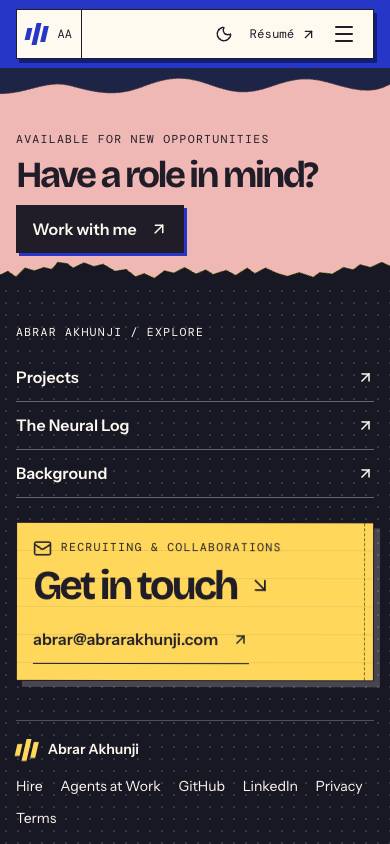 AA
Résumé
AVAILABLE FOR NEW OPPORTUNITIES
Have a role in mind?
Work with me
ABRAR AKHUNJI / EXPLORE
Projects
The Neural Log
Background
RECRUITING & COLLABORATIONS
Get in touch
abrar@abrarakhunji.com
Abrar Akhunji
Hire Agents at Work GitHub LinkedIn Privacy
Terms